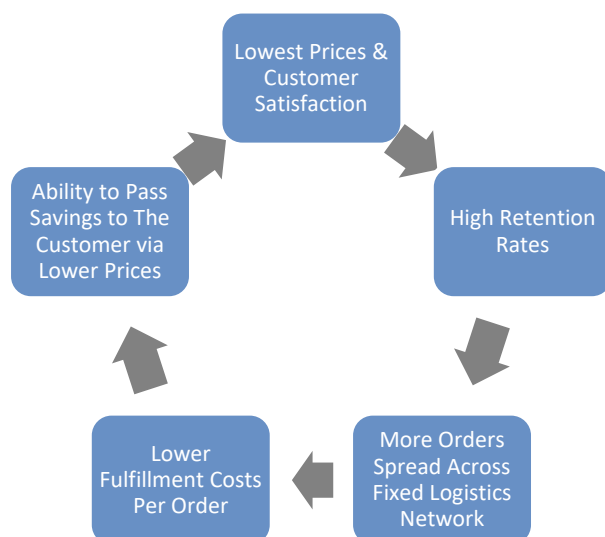 Lowest Prices &
Customer
Satisfaction
High Retention
Rates
More Orders
Spread Across
Fixed Logistics
Network
Lower
Fulfillment Costs
Per Order
Ability to Pass
Savings to The
Customer via
Lower Prices